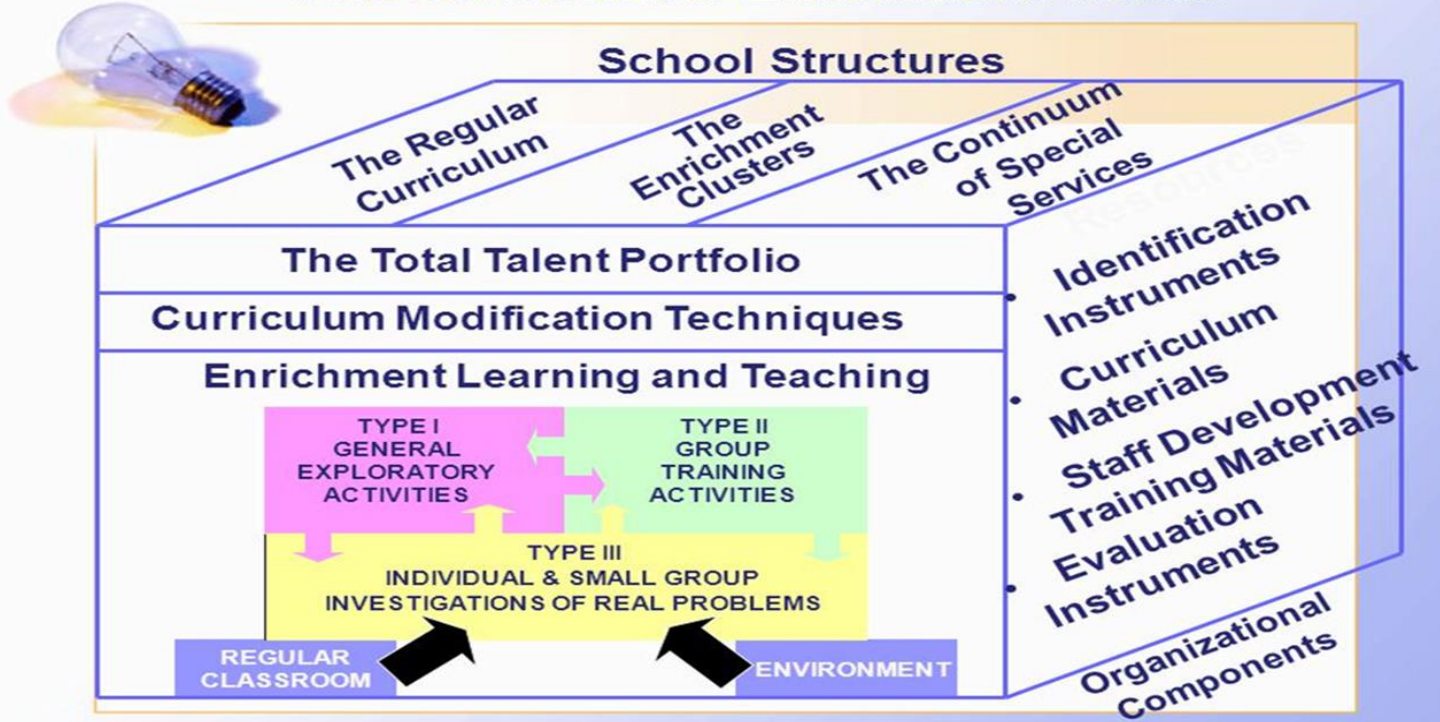 School Structures
The Regular
Curriculum
The
Enrichment
Clusters
The Continuum
of Special
Services
Resources
The Total Talent Portfolio
Curriculum Modification Techniques
Enrichment Learning and Teaching
TYPE I
GENERAL
EXPLORATORY
ACTIVITIES
TYPE II
GROUP
TRAINING
ACTIVITIES
TYPE III
INDIVIDUAL & SMALL GROUP
INVESTIGATIONS OF REAL PROBLEMS
REGULAR
CLASSROOM
ENVIRONMENT
• Identification
Instruments
• Curriculum
Materials
• Staff Development
Training Materials
• Evaluation
Instruments
Organizational
Components